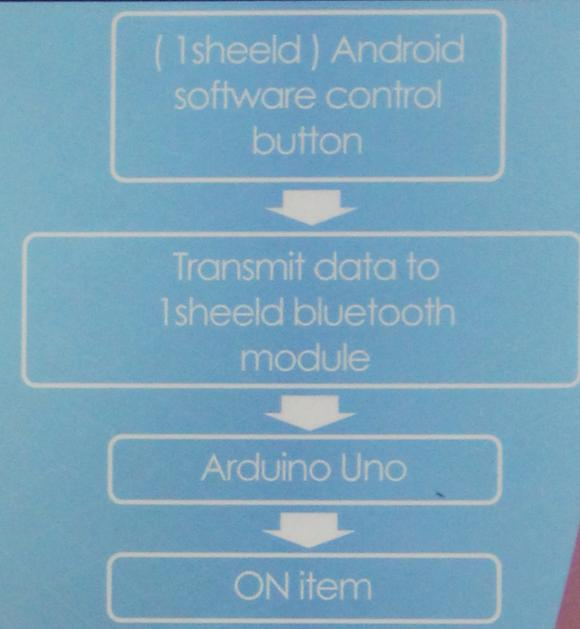 ( 1sheeld ) Android
software control
button
Transmit data to
1sheeld bluetooth
module
Arduino Uno
ON item